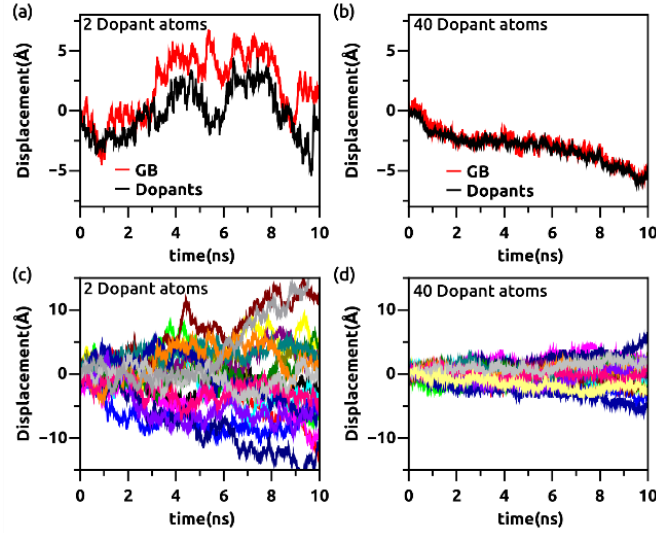 (a)
2 Dopant atoms
Displacement(Å)
5
0
−5
GB
Dopants
0 2 4 6 8 10
time(ns)
(b)
40 Dopant atoms
Displacement(Å)
5
0
−5
GB
Dopants
0 2 4 6 8 10
time(ns)
(c)
2 Dopant atoms
Displacement(Å)
10
0
−10
0 2 4 6 8 10
time(ns)
(d)
40 Dopant atoms
Displacement(Å)
10
0
−10
0 2 4 6 8 10
time(ns)